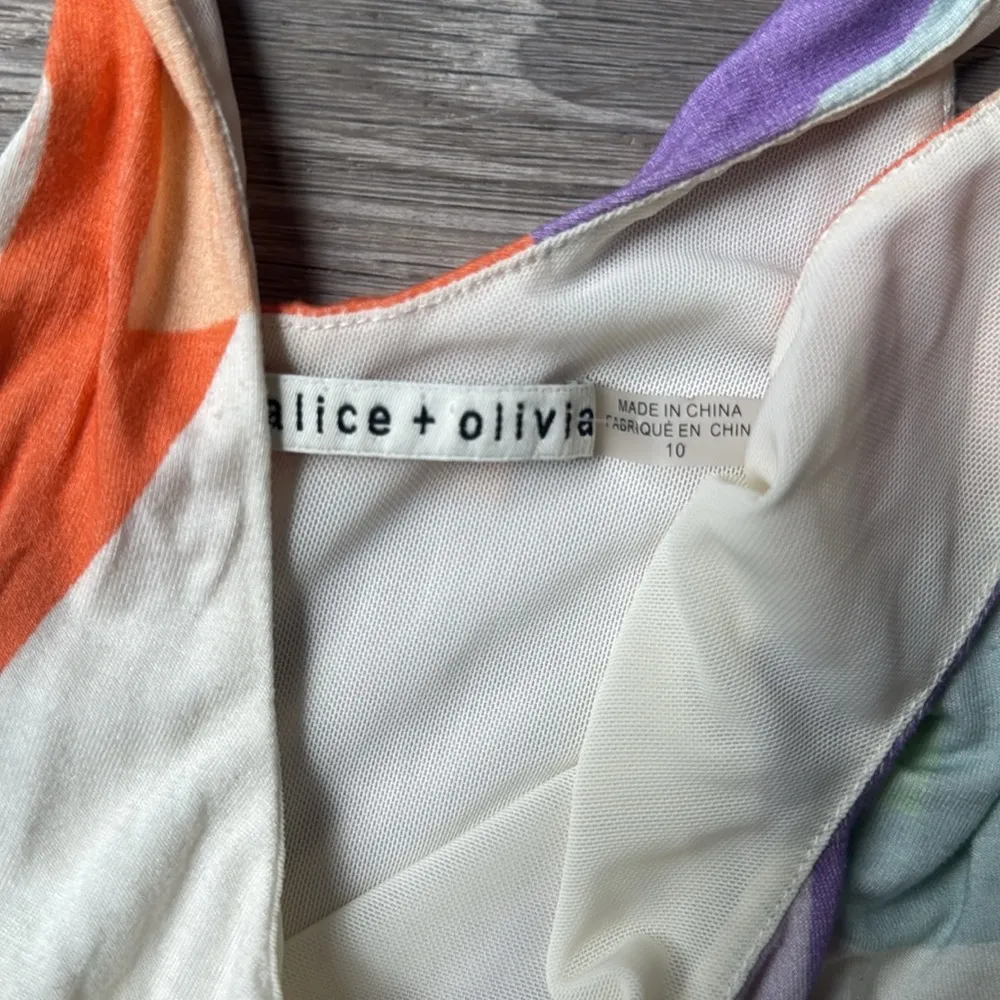 alice + olivia
MADE IN CHINA
FABRIQUÉ EN CHIN
10